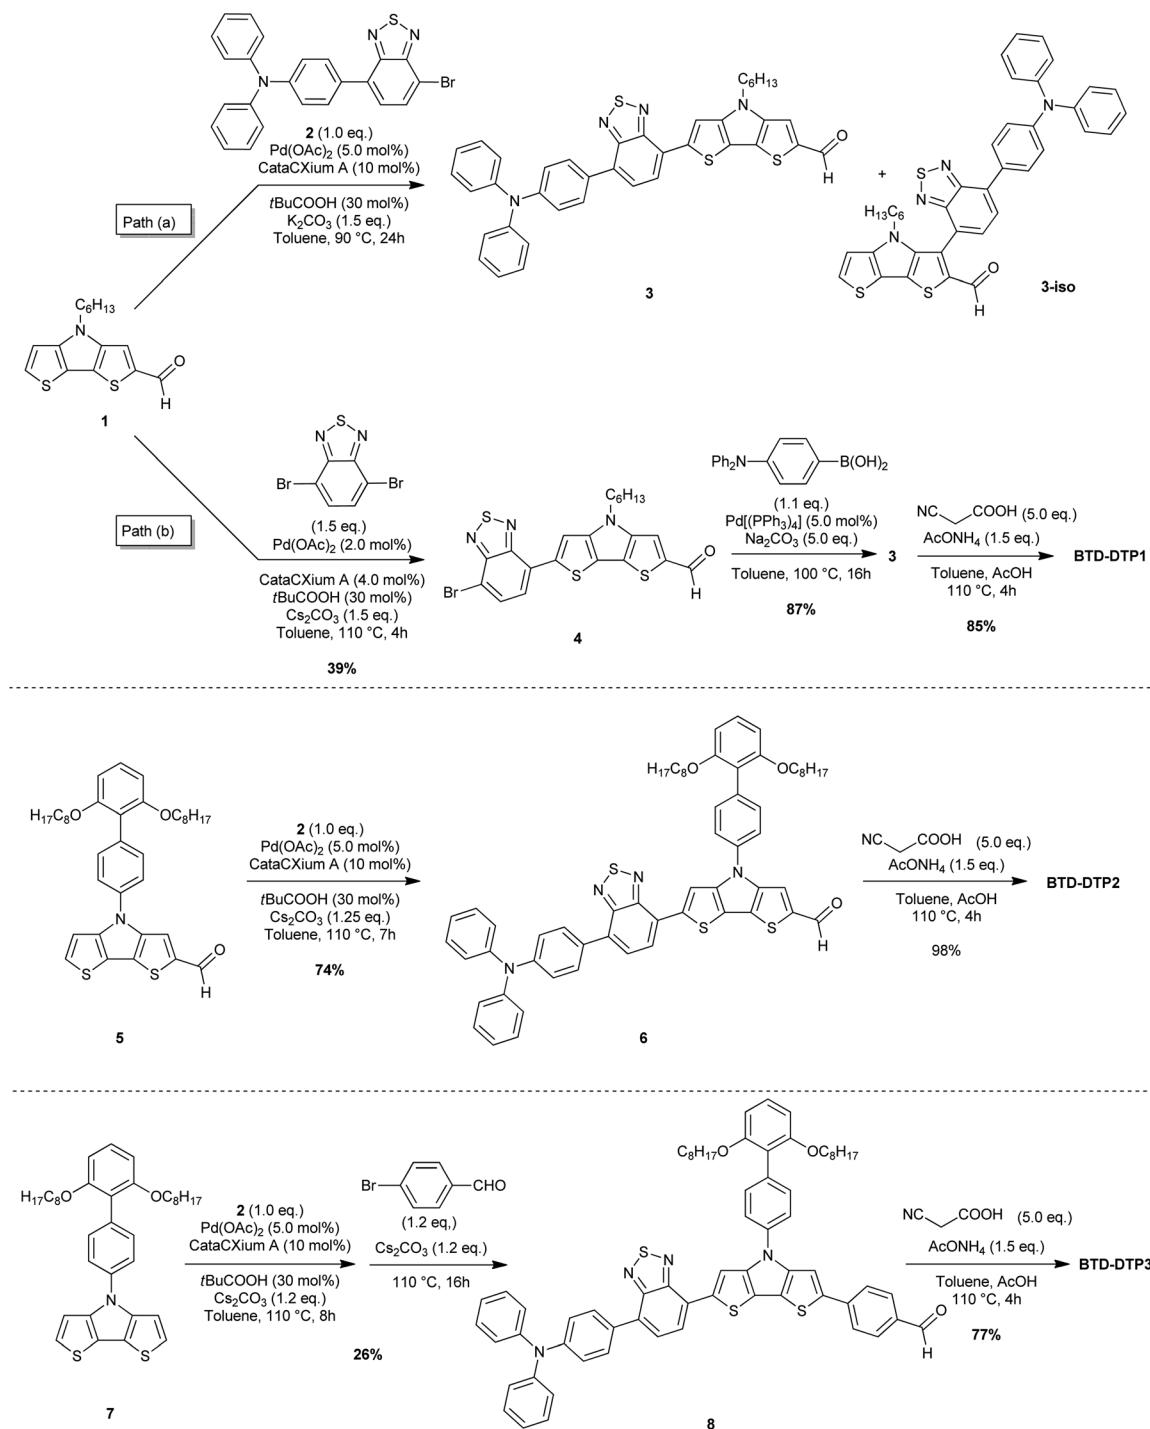 N S N
N
Br
2 (1.0 eq.)
Pd(OAc)2 (5.0 mol%)
CataCXium A (10 mol%)
tBuCOOH (30 mol%)
K2CO3 (1.5 eq.)
Toluene, 90 °C, 24h
Path (a)
C6H13
N
S S
O
H
1
C6H13
N
S
N N
S S
O
H
N
3
+
N
N
S
N
H13C6
N
S S
O
H
3-iso
Path (b)
S
N N
Br Br
(1.5 eq.)
Pd(OAc)2 (2.0 mol%)
CataCXium A (4.0 mol%)
tBuCOOH (30 mol%)
Cs2CO3 (1.5 eq.)
Toluene, 110 °C, 4h
39%
C6H13
N
S
N N
S S
O
H
Br
4
Ph2N
B(OH)2
(1.1 eq.)
Pd[(PPh3)4] (5.0 mol%)
Na2CO3 (5.0 eq.)
Toluene, 100 °C, 16h
87%
3
NC COOH (5.0 eq.)
AcONH4 (1.5 eq.)
Toluene, AcOH
110 °C, 4h
85%
BTD-DTP1
H17C8O OC8H17
N
S S
O
H
5
2 (1.0 eq.)
Pd(OAc)2 (5.0 mol%)
CataCXium A (10 mol%)
tBuCOOH (30 mol%)
Cs2CO3 (1.25 eq.)
Toluene, 110 °C, 7h
74%
H17C8O OC8H17
N
S
N N
S S
O
H
N
6
NC COOH (5.0 eq.)
AcONH4 (1.5 eq.)
Toluene, AcOH
110 °C, 4h
98%
BTD-DTP2
H17C8O OC8H17
N
S S
7
2 (1.0 eq.)
Pd(OAc)2 (5.0 mol%)
CataCXium A (10 mol%)
tBuCOOH (30 mol%)
Cs2CO3 (1.2 eq.)
Toluene, 110 °C, 8h
Br CHO
(1.2 eq,)
Cs2CO3 (1.2 eq.)
110 °C, 16h
26%
C8H17O OC8H17
N
S
N N
S S
O
H
N
8
NC COOH (5.0 eq.)
AcONH4 (1.5 eq.)
Toluene, AcOH
110 °C, 4h
77%
BTD-DTP3